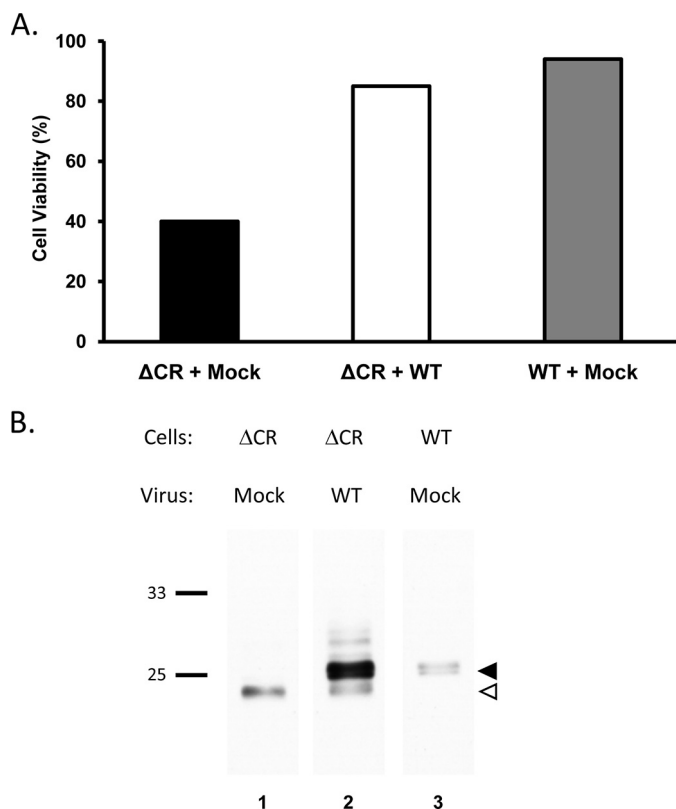 A.
100
80
60
40
20
0
Cell Viability (%)
ΔCR + Mock ΔCR + WT WT + Mock
B.
Cells: ΔCR ΔCR WT
Virus: Mock WT Mock
33
25
1 2 3